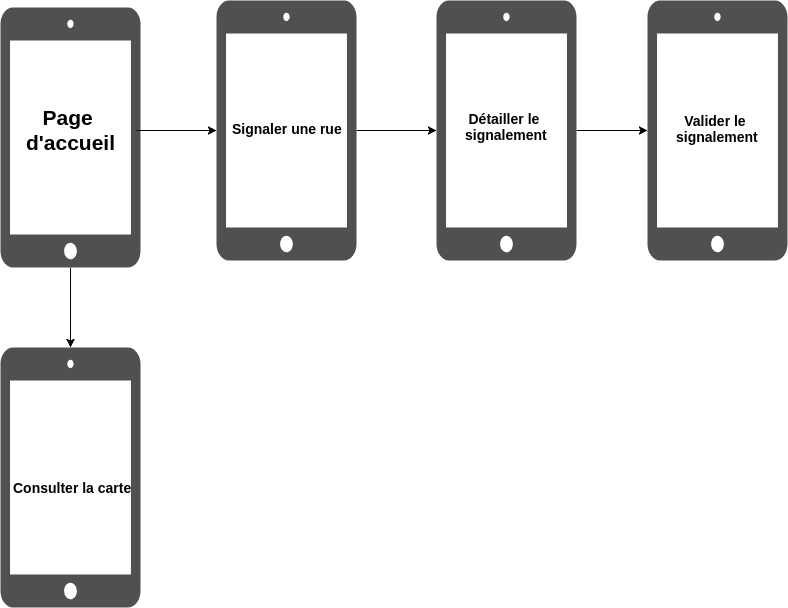 Page
d'accueil
Signaler une rue
Détailler le
signalement
Valider le
signalement
Consulter la carte